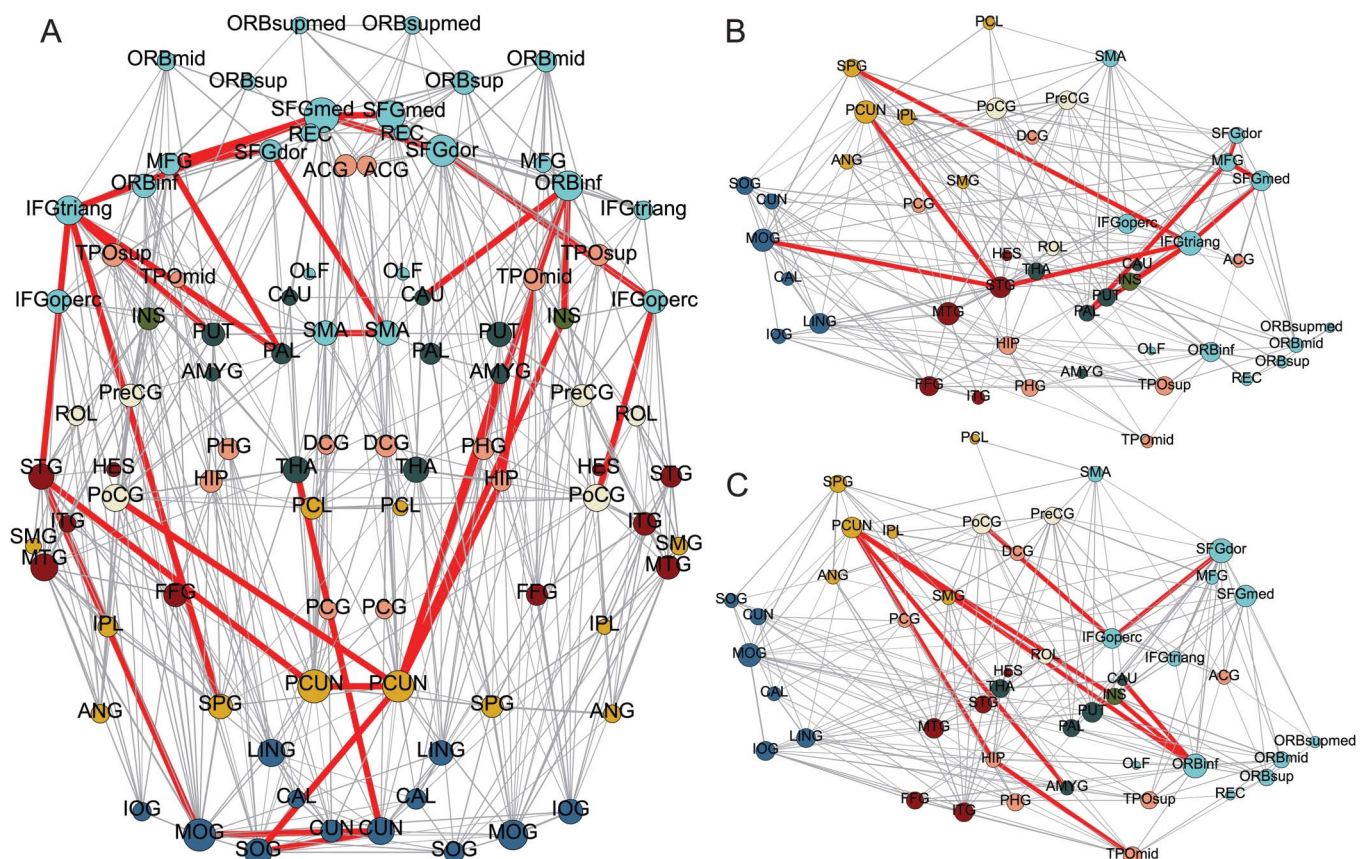 A
ORBsupmed ORBsupmed
ORBmid ORBmid
ORBsup ORBsup
SFGmed SFGmed
REC REC
MFG SFGdor SFGdor MFG
ACG ACG
ORBinf ORBinf
IFGtriang IFGtriang
TPOsup TPOsup
TPOmid TPOmid
OLF OLF
IFGoperc CAU CAU IFGoperc
INS INS
PUT SMA SMA PUT
PAL PAL
AMYG AMYG
PreCG PreCG
ROL ROL
PHG DCG DCG PHG
STG HES THA THA HES STG
HIP HIP
PoCG PCL PCL PoCG
ITG ITG
SMG SMG
MTG MTG
FFG FFG
PCG PCG
IPL IPL
PCUN PCUN
SPG SPG
ANG ANG
LING LING
CAL CAL
IOG IOG
MOG CUN CUN MOG
SOG SOG
B
PCL
SPG SMA
PCUN IPL PoCG PreCG
DCG SFGdor
ANG MFG
SOG SMG SFGmed
CUN PCG
MOG IFGoperc
HES ROL IFGtriang
CAL THA CAU ACG
STG INS
PUT
LING MTG PAL
IOG ORBsupmed
HIP OLF ORBinf ORBmid
ORBsup
FFG PHG AMYG TPOsup REC
ITG
TPOmid
C
PCL
SPG SMA
PCUN IPL PoCG PreCG
DCG SFGdor
ANG MFG
SOG SMG SFGmed
CUN PCG IFGoperc
MOG ROL IFGtriang
HES CAU ACG
CAL THA INS
STG PUT
LING MTG PAL
IOG ORBsupmed
HIP OLF ORBinf ORBmid
ORBsup
FFG PHG AMYG TPOsup REC
ITG
TPOmid